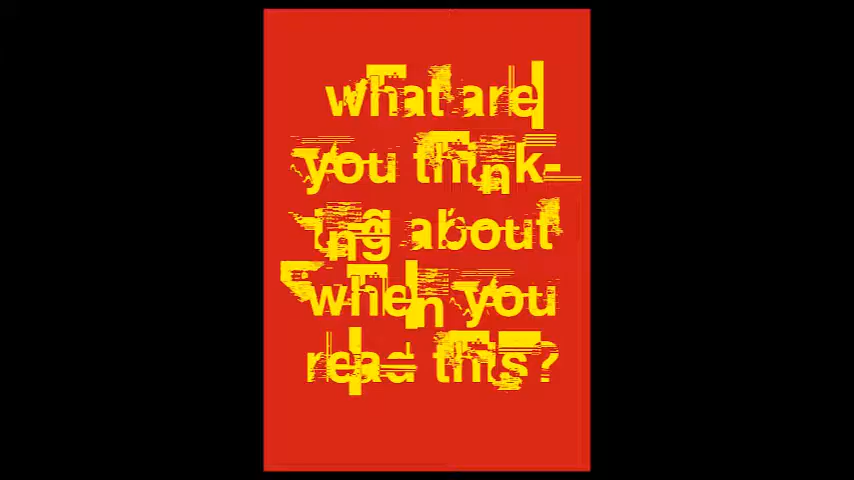 what are
you think-
ing about
when you
read this?